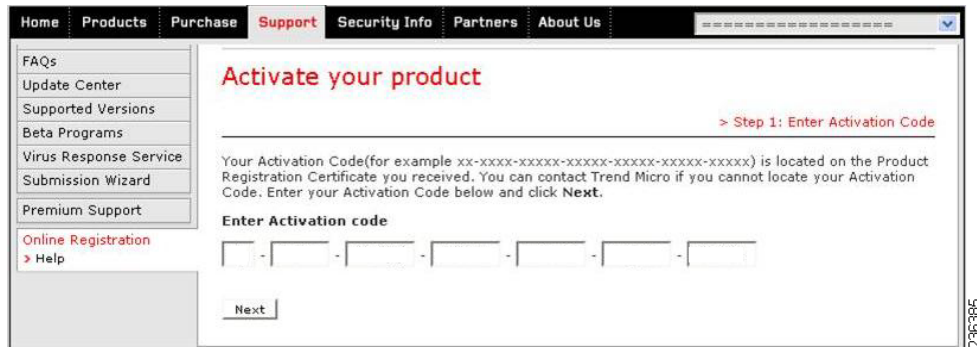 Home Products Purchase Support Security Info Partners About Us ===================
FAQs
Update Center
Supported Versions
Beta Programs
Virus Response Service
Submission Wizard
Premium Support
Online Registration
> Help
Activate your product
> Step 1: Enter Activation Code
Your Activation Code(for example xx-xxxx-xxxxx-xxxxx-xxxxx-xxxxx-xxxxx) is located on the Product
Registration Certificate you received. You can contact Trend Micro if you cannot locate your Activation
Code. Enter your Activation Code below and click Next.
Enter Activation code
- - - - - -
Next